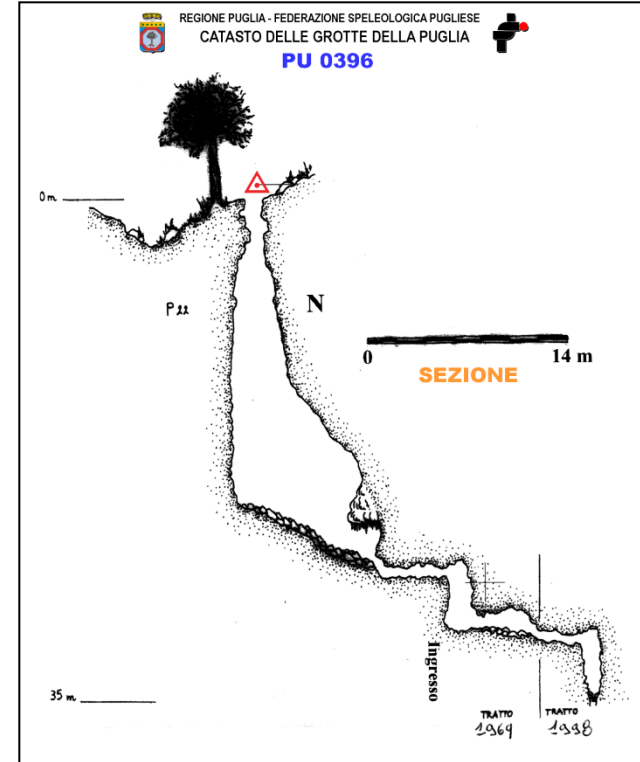 REGIONE PUGLIA - FEDERAZIONE SPELEOLOGICA PUGLIESE
CATASTO DELLE GROTTE DELLA PUGLIA
PU 0396
0 m
P 22
N
0 14 m
SEZIONE
Ingresso
35 m
TRATTO TRATTO
1969 1998